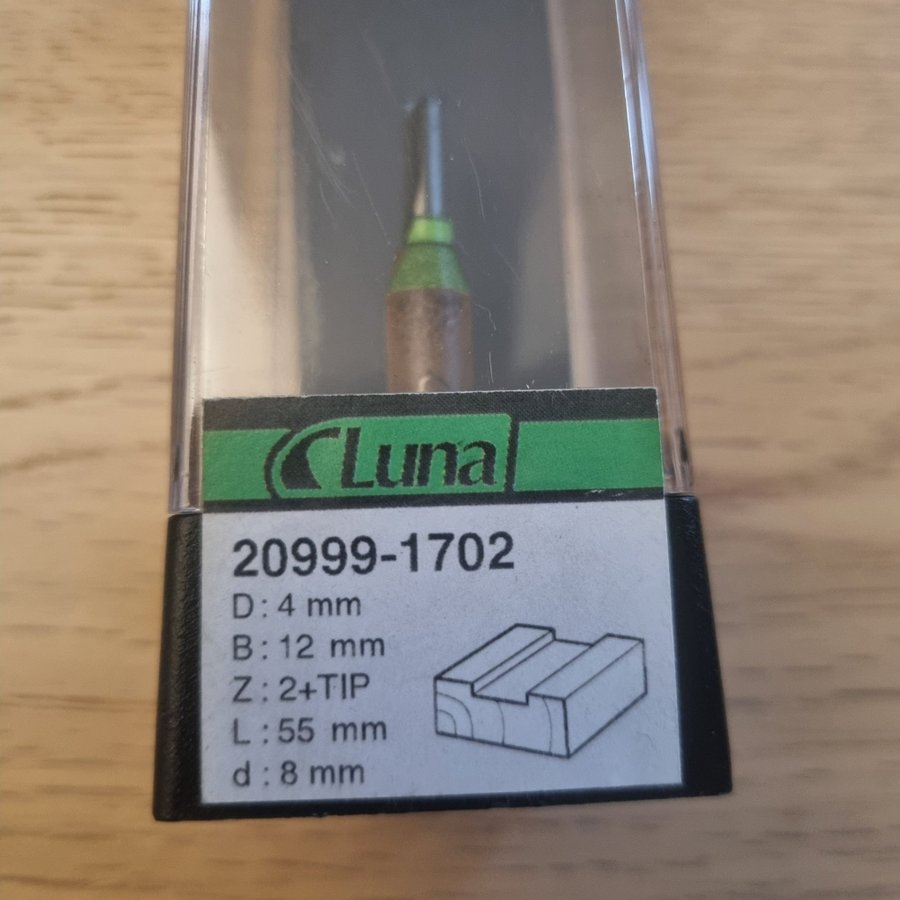 Luna
20999-1702
D: 4 mm
B: 12 mm
Z: 2+TIP
L: 55 mm
d: 8 mm